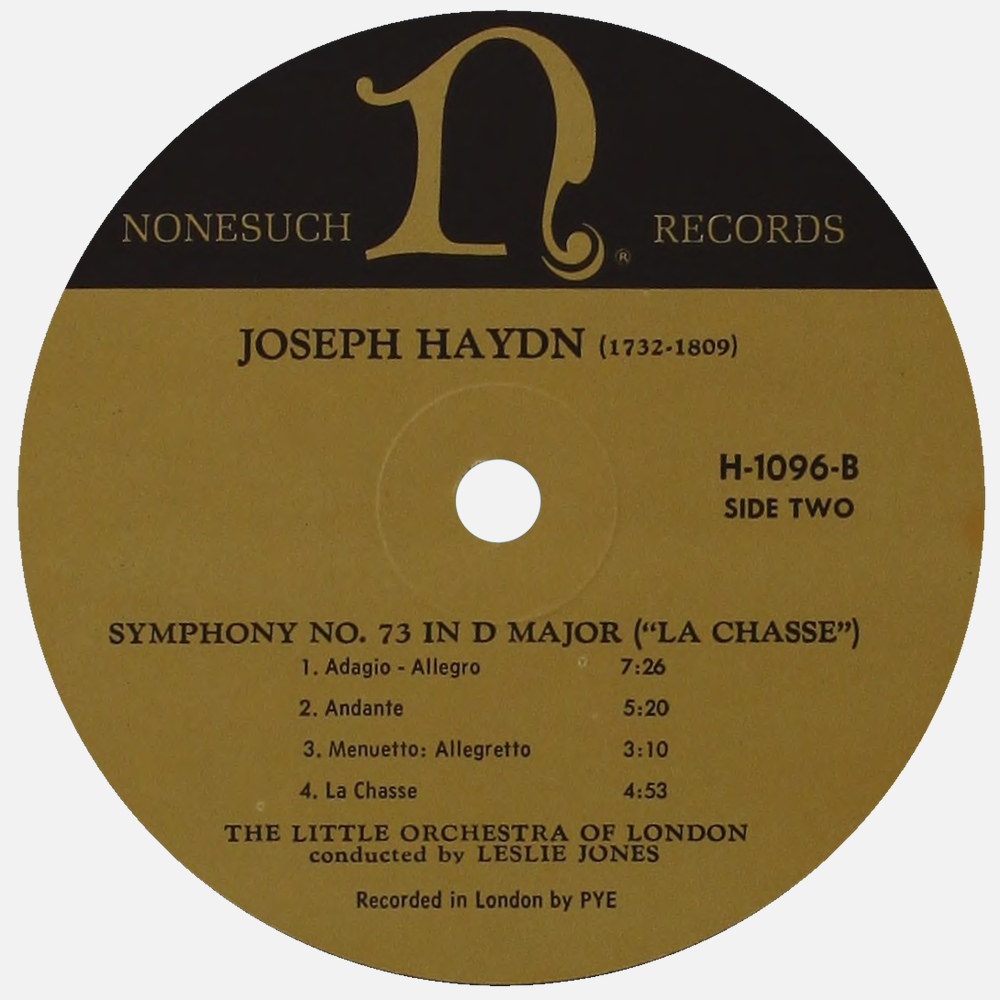 n
NONESUCH RECORDS
®
JOSEPH HAYDN (1732-1809)
H-1096-B
SIDE TWO
SYMPHONY NO. 73 IN D MAJOR (“LA CHASSE”)
1. Adagio - Allegro 7:26
2. Andante 5:20
3. Menuetto: Allegretto 3:10
4. La Chasse 4:53
THE LITTLE ORCHESTRA OF LONDON
conducted by LESLIE JONES
Recorded in London by PYE